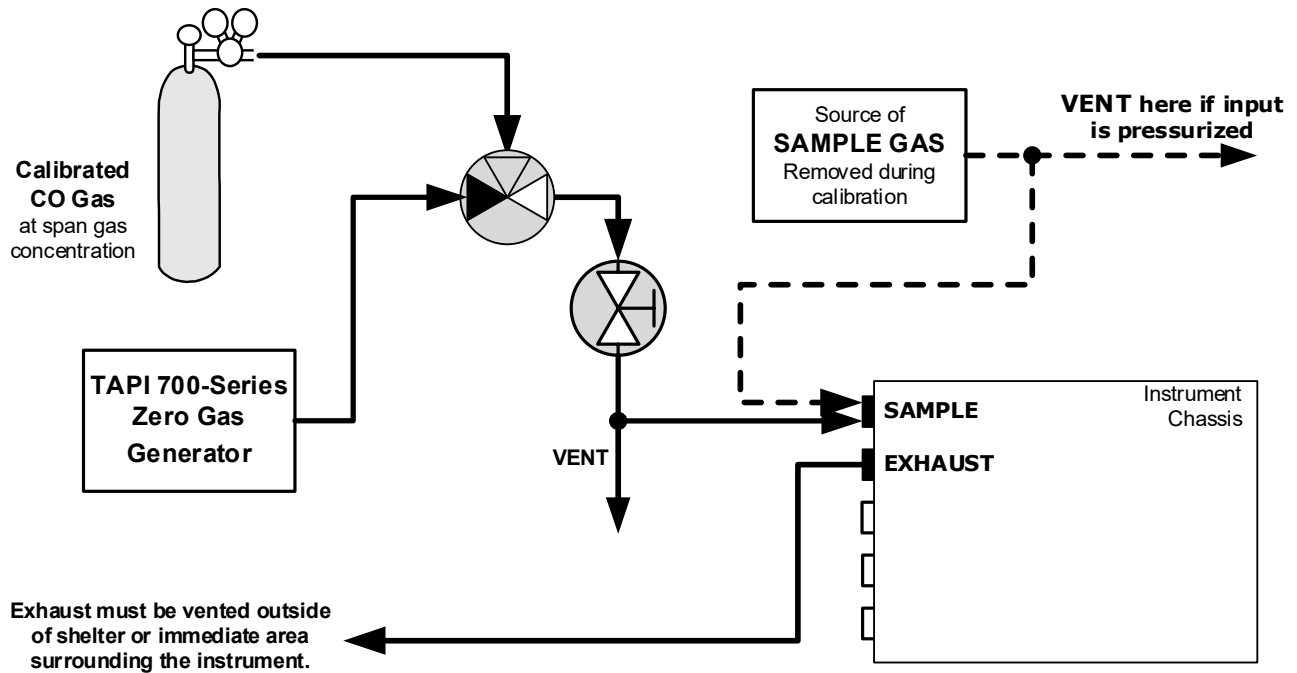 Calibrated
CO Gas
at span gas
concentration
Source of
SAMPLE GAS
Removed during
calibration
VENT here if input
is pressurized
TAPI 700-Series
Zero Gas
Generator
VENT
SAMPLE
EXHAUST
Instrument
Chassis
Exhaust must be vented outside
of shelter or immediate area
surrounding the instrument.